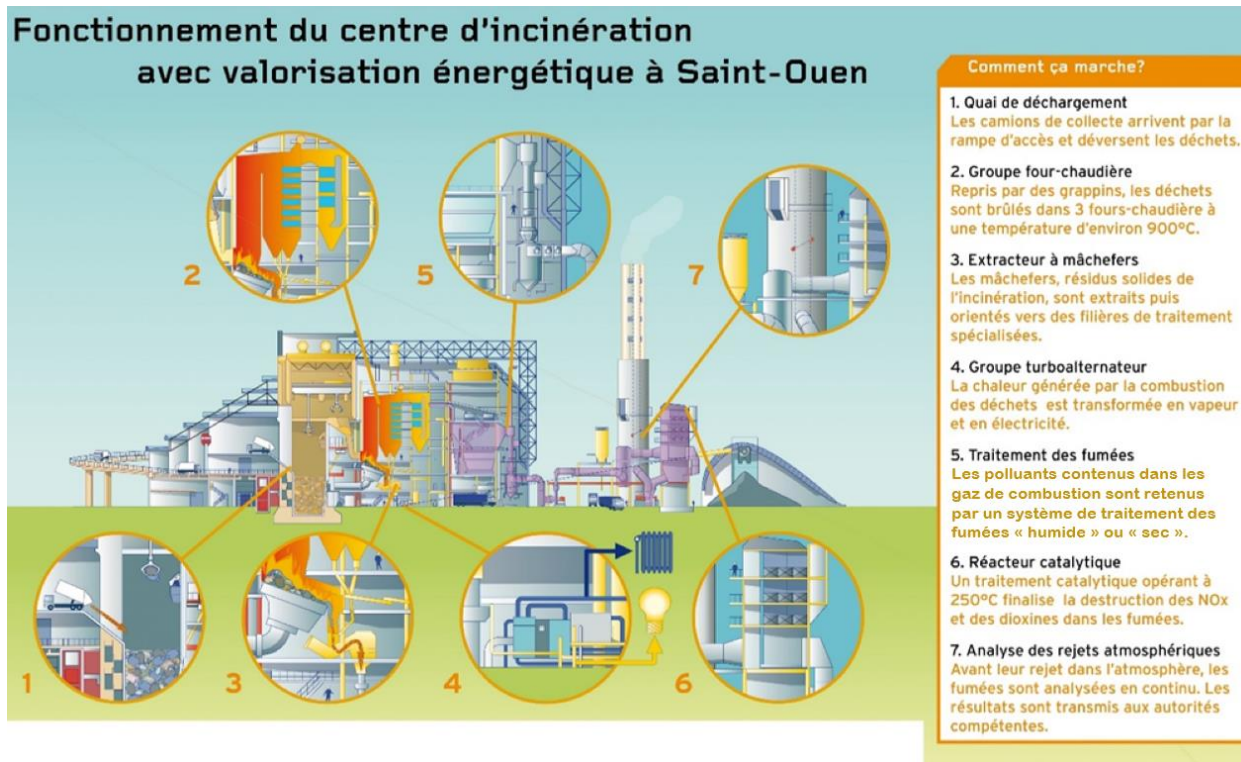 Fonctionnement du centre d'incinération
avec valorisation énergétique à Saint-Ouen
2
5
7
1
3
4
6
Comment ça marche?
1. Quai de déchargement
Les camions de collecte arrivent par la
rampe d'accès et déversent les déchets.
2. Groupe four-chaudière
Repris par des grappins, les déchets
sont brûlés dans 3 fours-chaudière à
une température d'environ 900°C.
3. Extracteur à mâchefers
Les mâchefers, résidus solides de
l'incinération, sont extraits puis
orientés vers des filières de traitement
spécialisées.
4. Groupe turboalternateur
La chaleur générée par la combustion
des déchets est transformée en vapeur
et en électricité.
5. Traitement des fumées
Les polluants contenus dans les
gaz de combustion sont retenus
par un système de traitement des
fumées « humide » ou « sec ».
6. Réacteur catalytique
Un traitement catalytique opérant à
250°C finalise la destruction des NOx
et des dioxines dans les fumées.
7. Analyse des rejets atmosphériques
Avant leur rejet dans l'atmosphère, les
fumées sont analysées en continu. Les
résultats sont transmis aux autorités
compétentes.